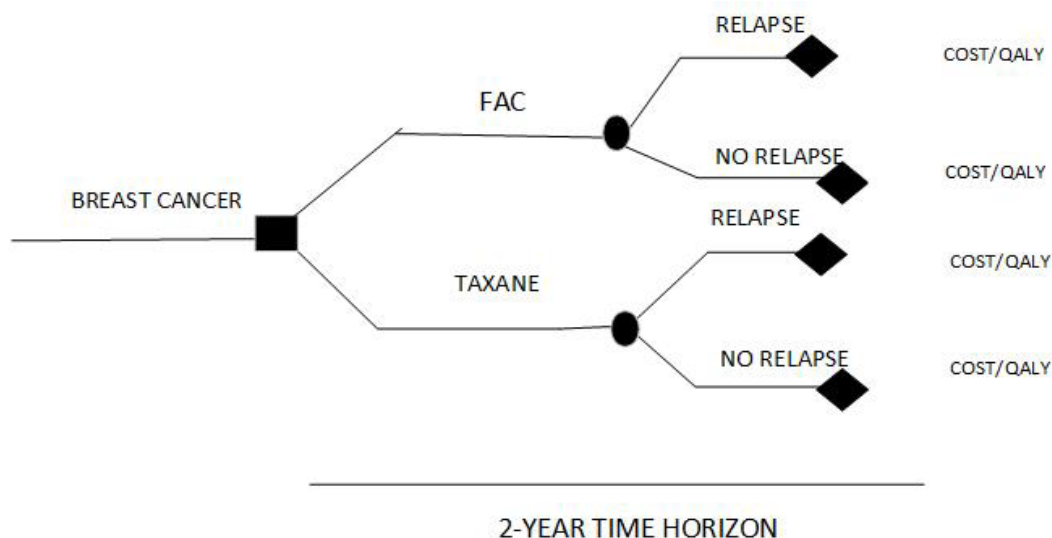 RELAPSE
COST/QALY
FAC
NO RELAPSE
COST/QALY
BREAST CANCER
RELAPSE
COST/QALY
TAXANE
NO RELAPSE
COST/QALY
2-YEAR TIME HORIZON